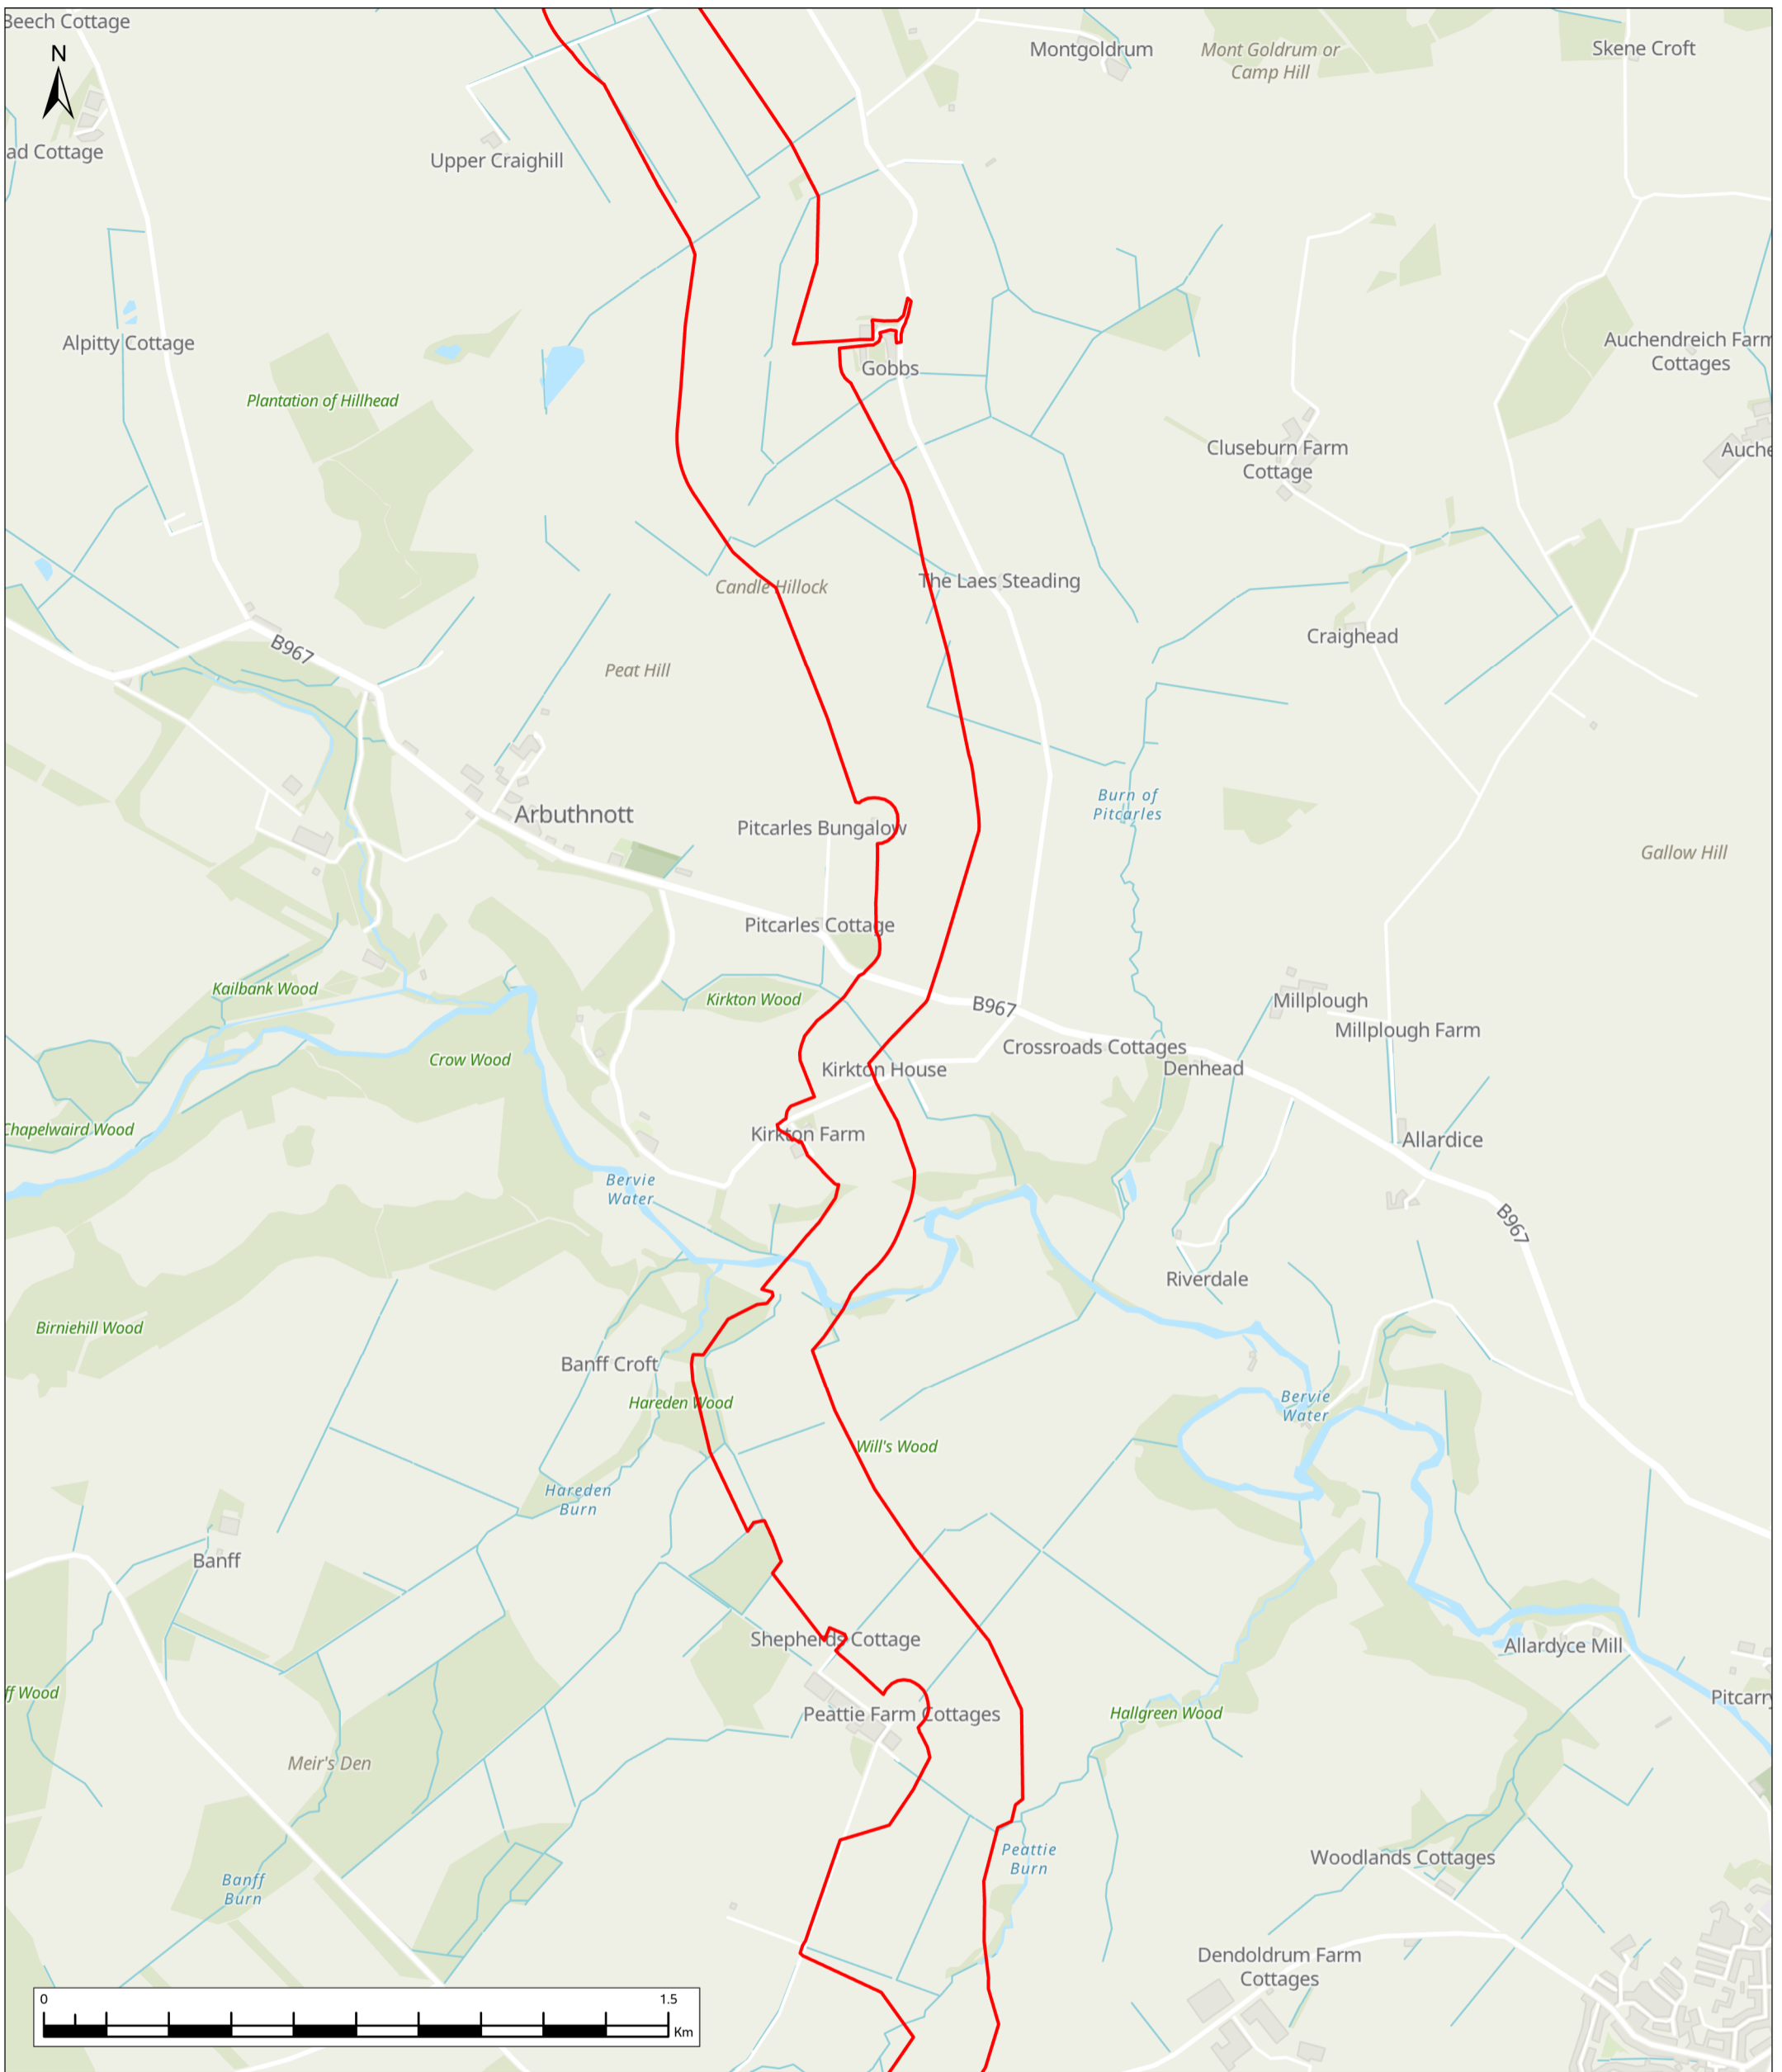 Beech Cottage
N
Montgoldrum
Mont Goldrum or
Camp Hill
Skene Croft
ad Cottage
Upper Craighill
Alpitty Cottage
Plantation of Hillhead
Gobbs
Auchendreich Farm
Cottages
Cluseburn Farm
Cottage
Auche
Candle Hillock
The Laes Steading
B967
Peat Hill
Craighead
Arbuthnott
Pitcarles Bungalow
Burn of
Pitcarles
Gallow Hill
Pitcarles Cottage
Kailbank Wood
Kirkton Wood
B967
Millplough
Millplough Farm
Crow Wood
Kirkton House
Crossroads Cottages
Denhead
Chapelwaird Wood
Kirkton Farm
Allardice
Bervie
Water
B967
Riverdale
Birniehill Wood
Banff Croft
Hareden Wood
Bervie
Water
Will's Wood
Hareden
Burn
Banff
Shepherds Cottage
Allardyce Mill
ff Wood
Peattie Farm Cottages
Hallgreen Wood
Pitcarry
Meir's Den
Peattie
Burn
Woodlands Cottages
Banff
Burn
Dendoldrum Farm
Cottages
0
1.5
Km